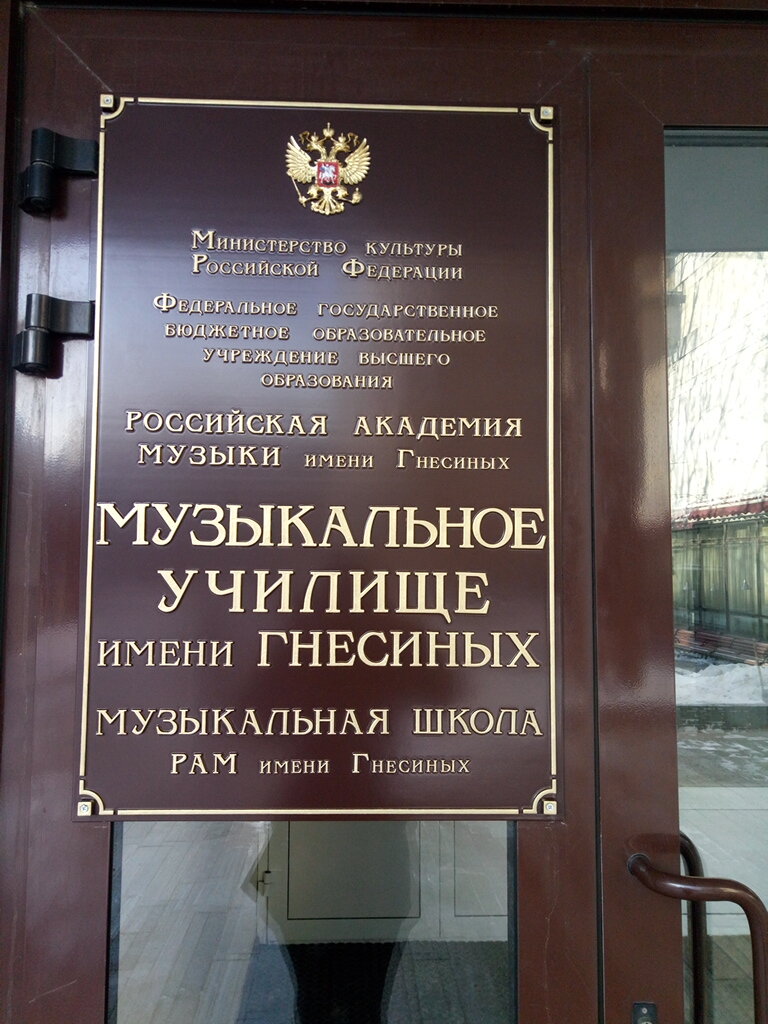 Министерство культуры
Российской Федерации
Федеральное государственное
бюджетное образовательное
учреждение высшего
образования
РОССИЙСКАЯ АКАДЕМИЯ
МУЗЫКИ имени Гнесиных
МУЗЫКАЛЬНОЕ
УЧИЛИЩЕ
имени ГНЕСИНЫХ
МУЗЫКАЛЬНАЯ ШКОЛА
РАМ имени Гнесиных